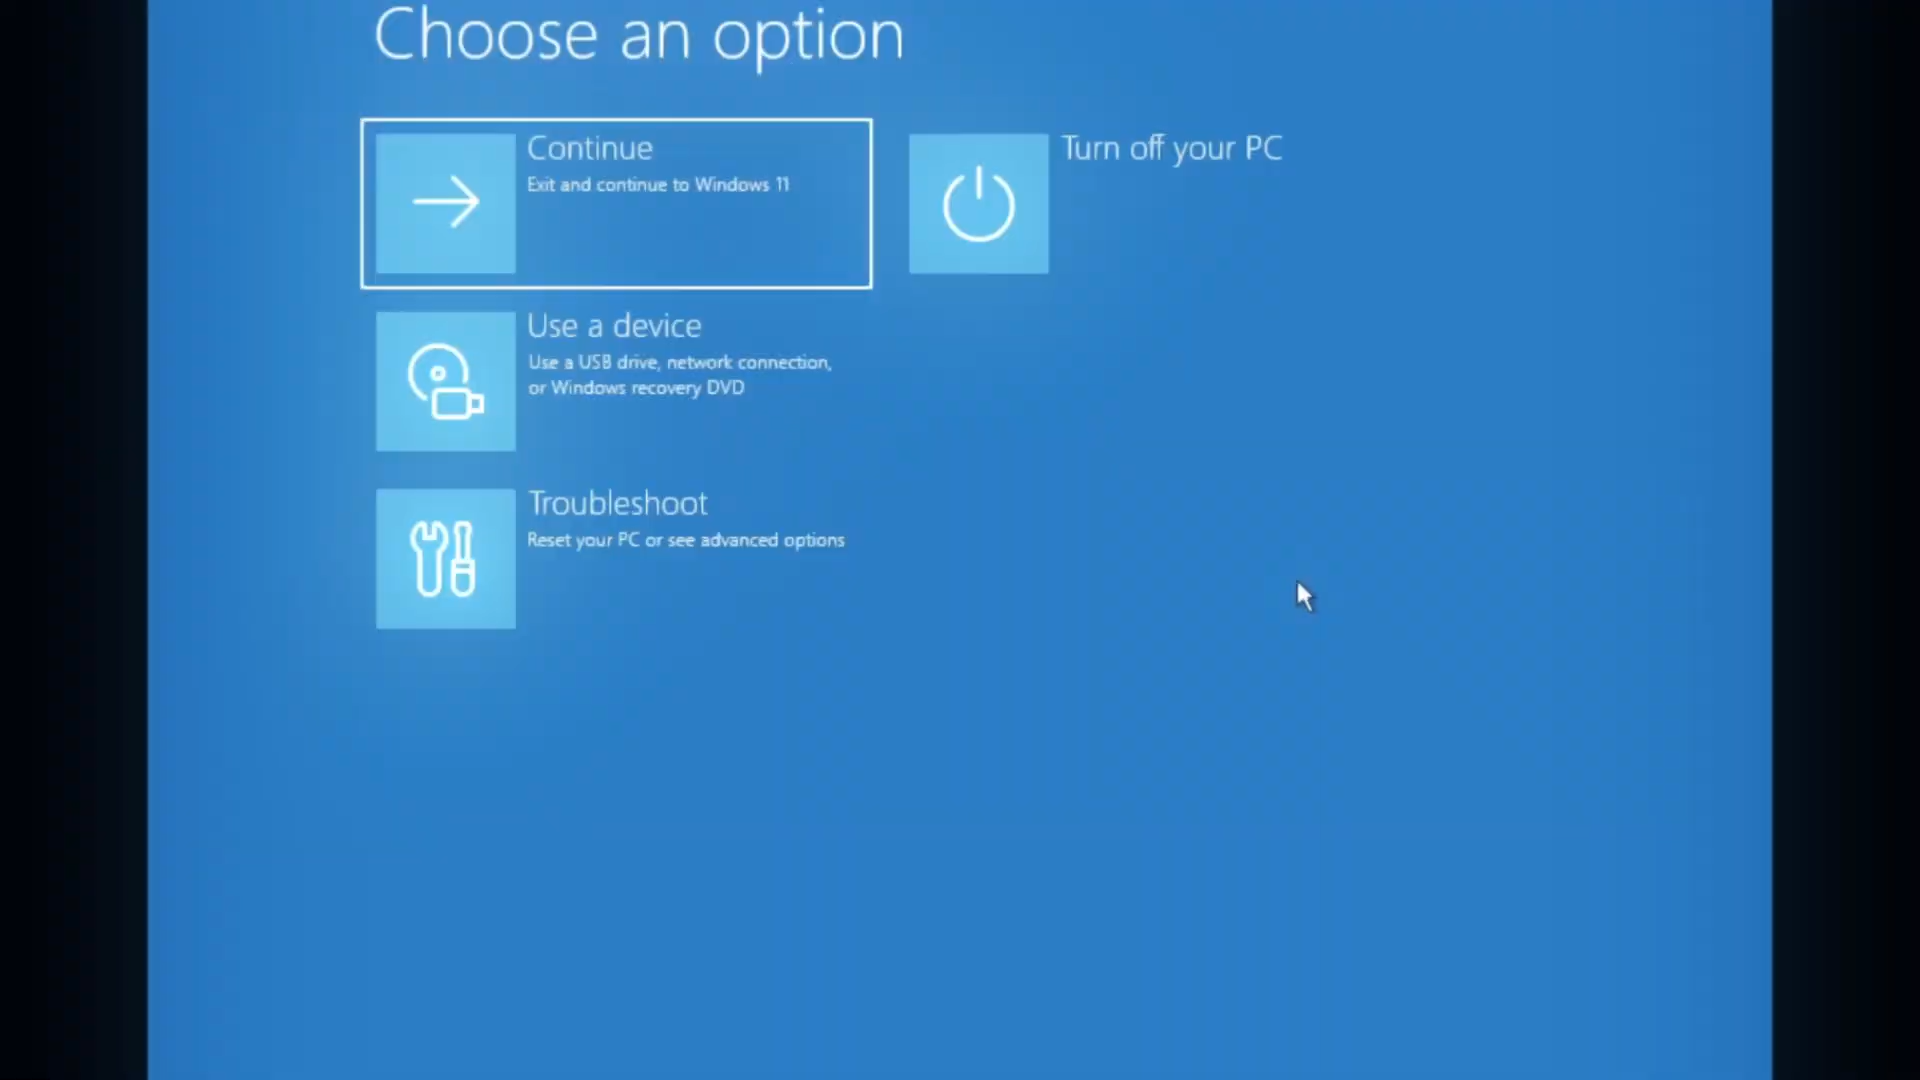 Choose an option
Continue
Exit and continue to Windows 11
Turn off your PC
Use a device
Use a USB drive, network connection,
or Windows recovery DVD
Troubleshoot
Reset your PC or see advanced options